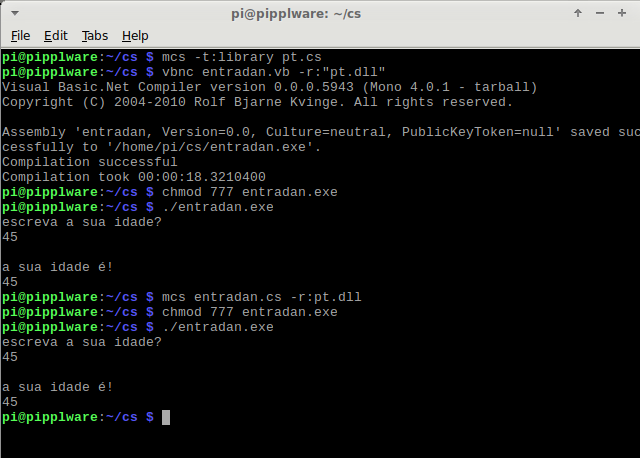 pi@pipplware: ~/cs
File Edit Tabs Help
pi@pipplware:~/cs $ mcs -t:library pt.cs
pi@pipplware:~/cs $ vbnc entradan.vb -r:"pt.dll"
Visual Basic.Net Compiler version 0.0.0.5943 (Mono 4.0.1 - tarball)
Copyright (C) 2004-2010 Rolf Bjarne Kvinge. All rights reserved.

Assembly 'entradan, Version=0.0, Culture=neutral, PublicKeyToken=null' saved suc
cessfully to '/home/pi/cs/entradan.exe'.
Compilation successful
Compilation took 00:00:18.3210400
pi@pipplware:~/cs $ chmod 777 entradan.exe
pi@pipplware:~/cs $ ./entradan.exe
escreva a sua idade?
45

a sua idade é!
45
pi@pipplware:~/cs $ mcs entradan.cs -r:pt.dll
pi@pipplware:~/cs $ chmod 777 entradan.exe
pi@pipplware:~/cs $ ./entradan.exe
escreva a sua idade?
45

a sua idade é!
45
pi@pipplware:~/cs $